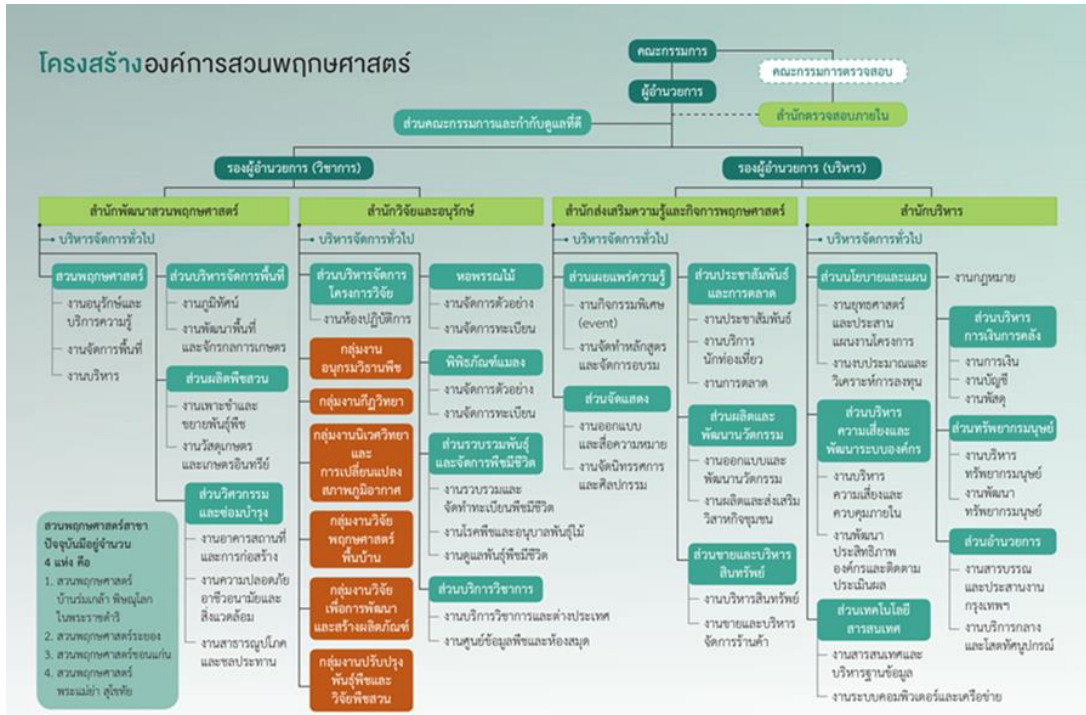 โครงสร้างองค์การสวนพฤกษศาสตร์
คณะกรรมการ
คณะกรรมการตรวจสอบ
ผู้อำนวยการ
สำนักตรวจสอบภายใน
ส่วนคณะกรรมการและกำกับดูแลที่ดี
รองผู้อำนวยการ (วิชาการ)
รองผู้อำนวยการ (บริหาร)
สำนักพัฒนาสวนพฤกษศาสตร์
บริหารจัดการทั่วไป
สวนพฤกษศาสตร์
งานอนุรักษ์และ
บริการความรู้
งานจัดการพื้นที่
งานบริหาร
ส่วนบริหารจัดการพื้นที่
งานภูมิทัศน์
งานพัฒนาพื้นที่
และจักรกลการเกษตร
ส่วนผลิตพืชสวน
งานเพาะชำและ
ขยายพันธุ์พืช
งานวัสดุเกษตร
และเกษตรอินทรีย์
ส่วนวิศวกรรม
และซ่อมบำรุง
งานอาคารสถานที่
และการก่อสร้าง
งานความปลอดภัย
อาชีวอนามัยและ
สิ่งแวดล้อม
งานสาธารณูปโภค
และชลประทาน
สวนพฤกษศาสตร์สาขา
ปัจจุบันมีอยู่จำนวน
4 แห่ง คือ
1. สวนพฤกษศาสตร์
บ้านร่มเกล้า พิษณุโลก
ในพระราชดำริ
2. สวนพฤกษศาสตร์ระยอง
3. สวนพฤกษศาสตร์ขอนแก่น
4. สวนพฤกษศาสตร์
พระแม่ย่า สุโขทัย
สำนักวิจัยและอนุรักษ์
บริหารจัดการทั่วไป
ส่วนบริหารจัดการ
โครงการวิจัย
งานห้องปฏิบัติการ
กลุ่มงาน
อนุกรมวิธานพืช
กลุ่มงานกีฏวิทยา
กลุ่มงานนิเวศวิทยา
และ
การเปลี่ยนแปลง
สภาพภูมิอากาศ
กลุ่มงานวิจัย
พฤกษศาสตร์
พื้นบ้าน
กลุ่มงานวิจัย
เพื่อการพัฒนา
และสร้างผลิตภัณฑ์
กลุ่มงานปรับปรุง
พันธุ์พืชและ
วิจัยพืชสวน
หอพรรณไม้
งานจัดการตัวอย่าง
งานจัดการทะเบียน
พิพิธภัณฑ์แมลง
งานจัดการตัวอย่าง
งานจัดการทะเบียน
ส่วนรวบรวมพันธุ์
และจัดการพืชมีชีวิต
งานรวบรวมและ
จัดทำทะเบียนพืชมีชีวิต
งานโรคพืชและอนุบาลพันธุ์ไม้
งานดูแลพันธุ์พืชมีชีวิต
ส่วนบริการวิชาการ
งานบริการวิชาการและต่างประเทศ
งานศูนย์ข้อมูลพืชและห้องสมุด
สำนักส่งเสริมความรู้และกิจการพฤกษศาสตร์
บริหารจัดการทั่วไป
ส่วนเผยแพร่ความรู้
งานกิจกรรมพิเศษ
(event)
งานจัดทำหลักสูตร
และจัดการอบรม
ส่วนจัดแสดง
งานออกแบบ
และสื่อความหมาย
งานจัดนิทรรศการ
และศิลปกรรม
ส่วนประชาสัมพันธ์
และการตลาด
งานประชาสัมพันธ์
งานบริการ
นักท่องเที่ยว
งานการตลาด
ส่วนผลิตและ
พัฒนานวัตกรรม
งานออกแบบและ
พัฒนานวัตกรรม
งานผลิตและส่งเสริม
วิสาหกิจชุมชน
ส่วนขายและบริหาร
สินทรัพย์
งานบริหารสินทรัพย์
งานขายและบริหาร
จัดการร้านค้า
สำนักบริหาร
บริหารจัดการทั่วไป
ส่วนนโยบายและแผน
งานยุทธศาสตร์
และประสาน
แผนงานโครงการ
งานงบประมาณและ
วิเคราะห์การลงทุน
ส่วนบริหาร
ความเสี่ยงและ
พัฒนาระบบองค์กร
งานบริหาร
ความเสี่ยงและ
ควบคุมภายใน
งานพัฒนา
ประสิทธิภาพ
องค์กรและติดตาม
ประเมินผล
ส่วนเทคโนโลยี
สารสนเทศ
งานสารสนเทศและ
บริหารฐานข้อมูล
งานระบบคอมพิวเตอร์และเครือข่าย
งานกฎหมาย
ส่วนบริหาร
การเงินการคลัง
งานการเงิน
งานบัญชี
งานพัสดุ
ส่วนทรัพยากรมนุษย์
งานบริหาร
ทรัพยากรมนุษย์
งานพัฒนา
ทรัพยากรมนุษย์
ส่วนอำนวยการ
งานสารบรรณ
และประสานงาน
กรุงเทพฯ
งานบริการกลาง
และโสตทัศนูปกรณ์